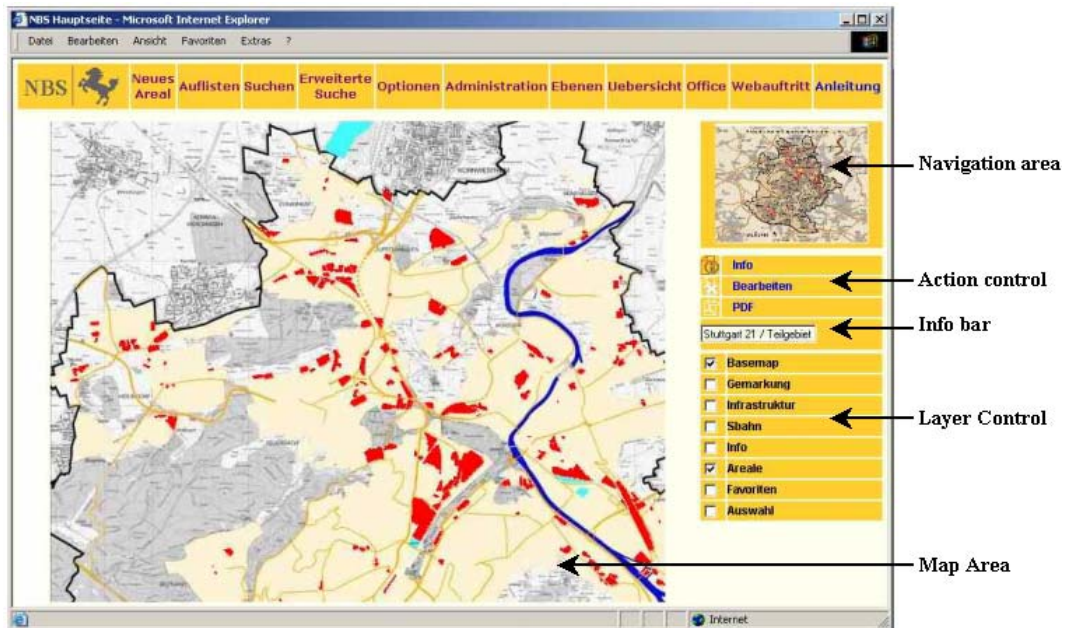 NBS Hauptseite - Microsoft Internet Explorer
Datei Bearbeiten Ansicht Favoriten Extras ?
NBS
Neues Areal
Auflisten
Suchen
Erweiterte Suche
Optionen
Administration
Ebenen
Uebersicht
Office
Webauftritt
Anleitung
Navigation area
Info
Bearbeiten
PDF
Action control
Stuttgart 21 / Teilgebiet
Info bar
Basemap
Gemarkung
Infrastruktur
Sbahn
Info
Areale
Favoriten
Auswahl
Layer Control
Map Area
Internet